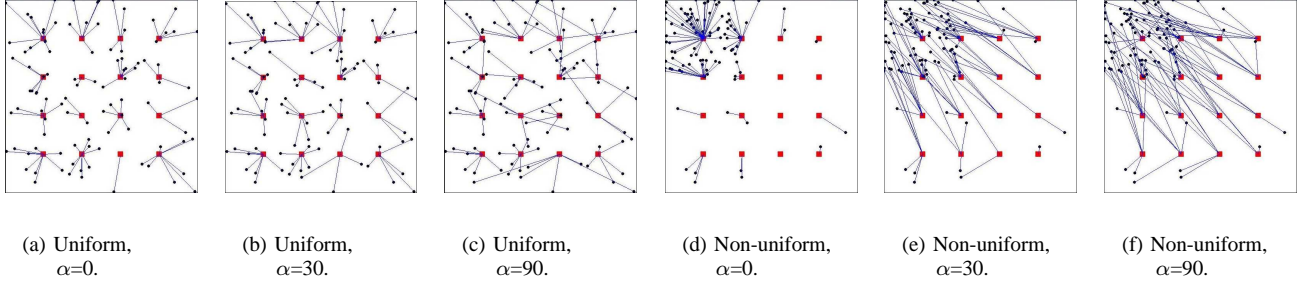 (a) Uniform,
α=0.
(b) Uniform,
α=30.
(c) Uniform,
α=90.
(d) Non-uniform,
α=0.
(e) Non-uniform,
α=30.
(f) Non-uniform,
α=90.